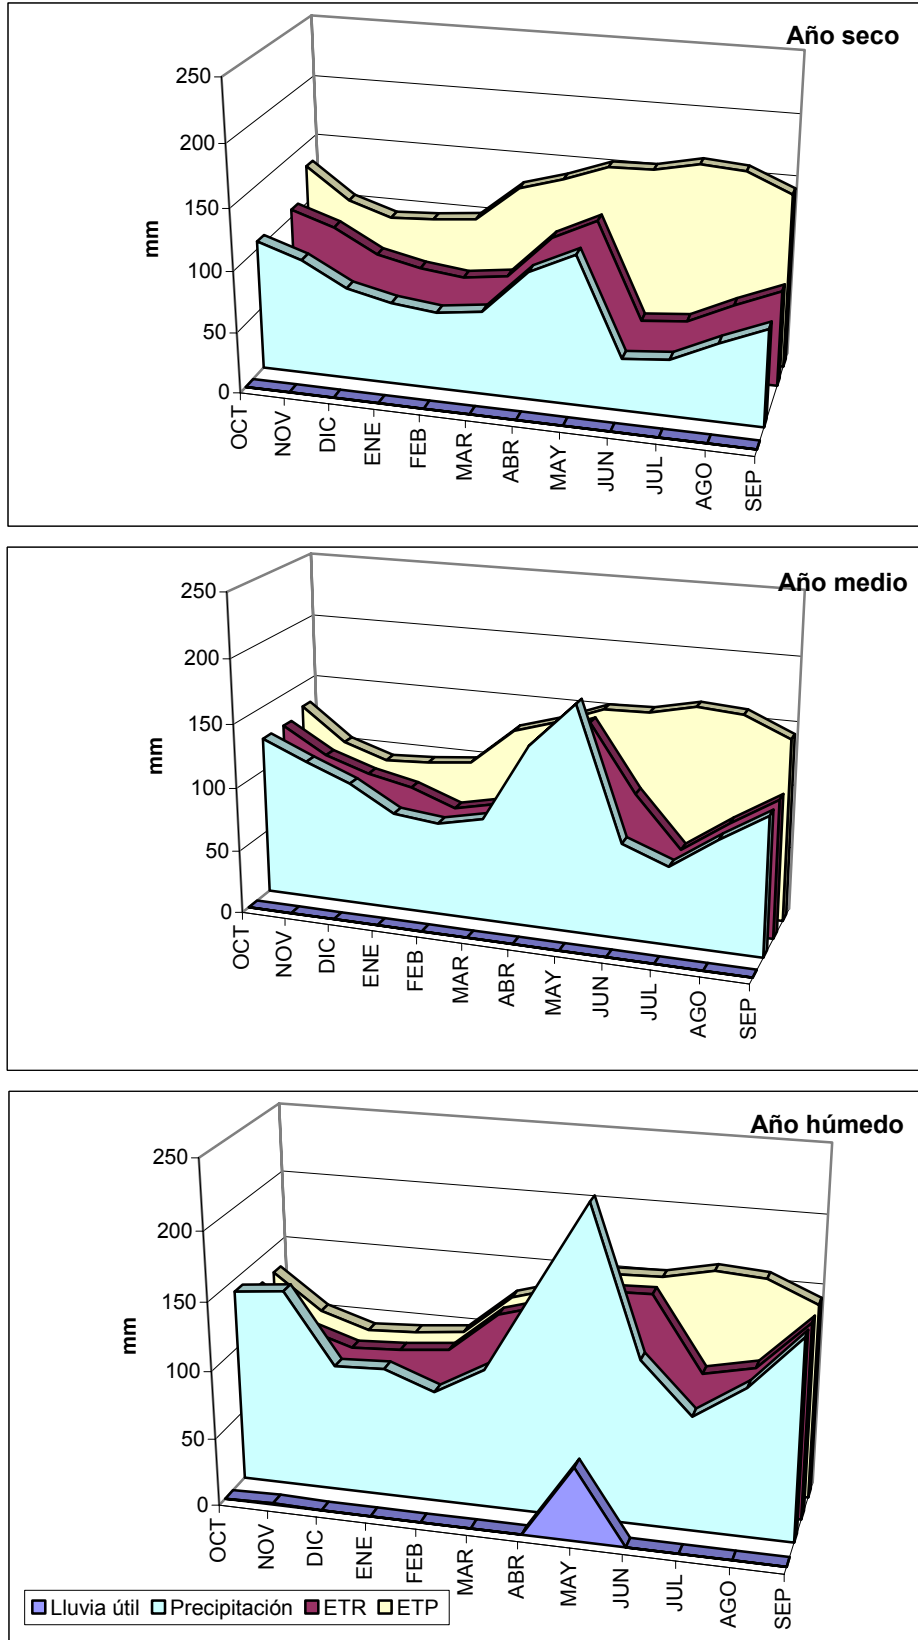 Año seco
250
200
150
100
50
0
mm
OCT NOV DIC ENE FEB MAR ABR MAY JUN JUL AGO SEP
Año medio
250
200
150
100
50
0
mm
OCT NOV DIC ENE FEB MAR ABR MAY JUN JUL AGO SEP
Año húmedo
250
200
150
100
50
0
mm
OCT NOV DIC ENE FEB MAR ABR MAY JUN JUL AGO SEP
Lluvia útil Precipitación ETR ETP